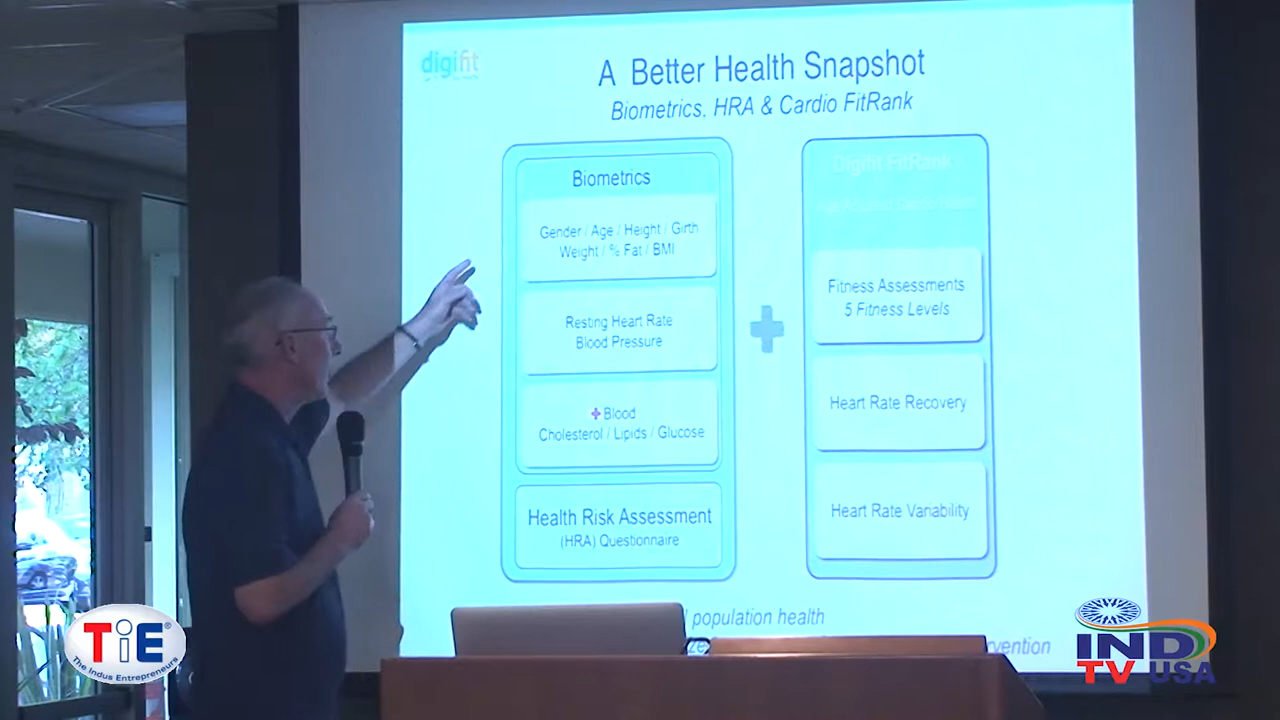 digifit
A Better Health Snapshot
Biometrics, HRA & Cardio FitRank
Biometrics
Gender / Age / Height / Girth
Weight / % Fat / BMI
Resting Heart Rate
Blood Pressure
+ Blood
Cholesterol / Lipids / Glucose
Health Risk Assessment
(HRA) Questionnaire
+
Digifit FitRank
Fitness Assessments
5 Fitness Levels
Heart Rate Recovery
Heart Rate Variability
population health
TiE®
The Indus Entrepreneurs
IND
TV USA